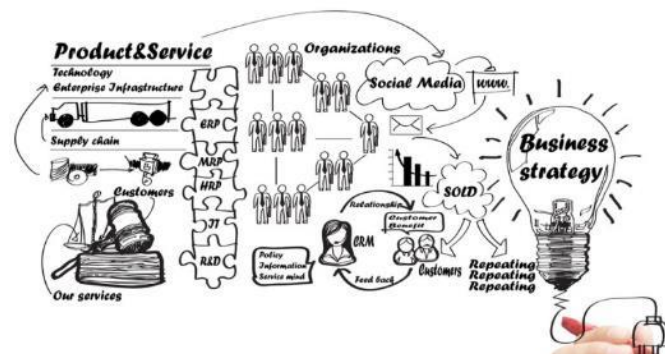 Product&Service
Technology
Enterprise Infrastructure
Supply chain
Customers
Our services
ERP
MRP
HRP
IT
R&D
Organizations
Social Media
www.
SOLD
Relationship
Customer
Benefit
CRM
Customers
Feed back
Policy
Information
Service mind
Repeating
Repeating
Repeating
Business
strategy